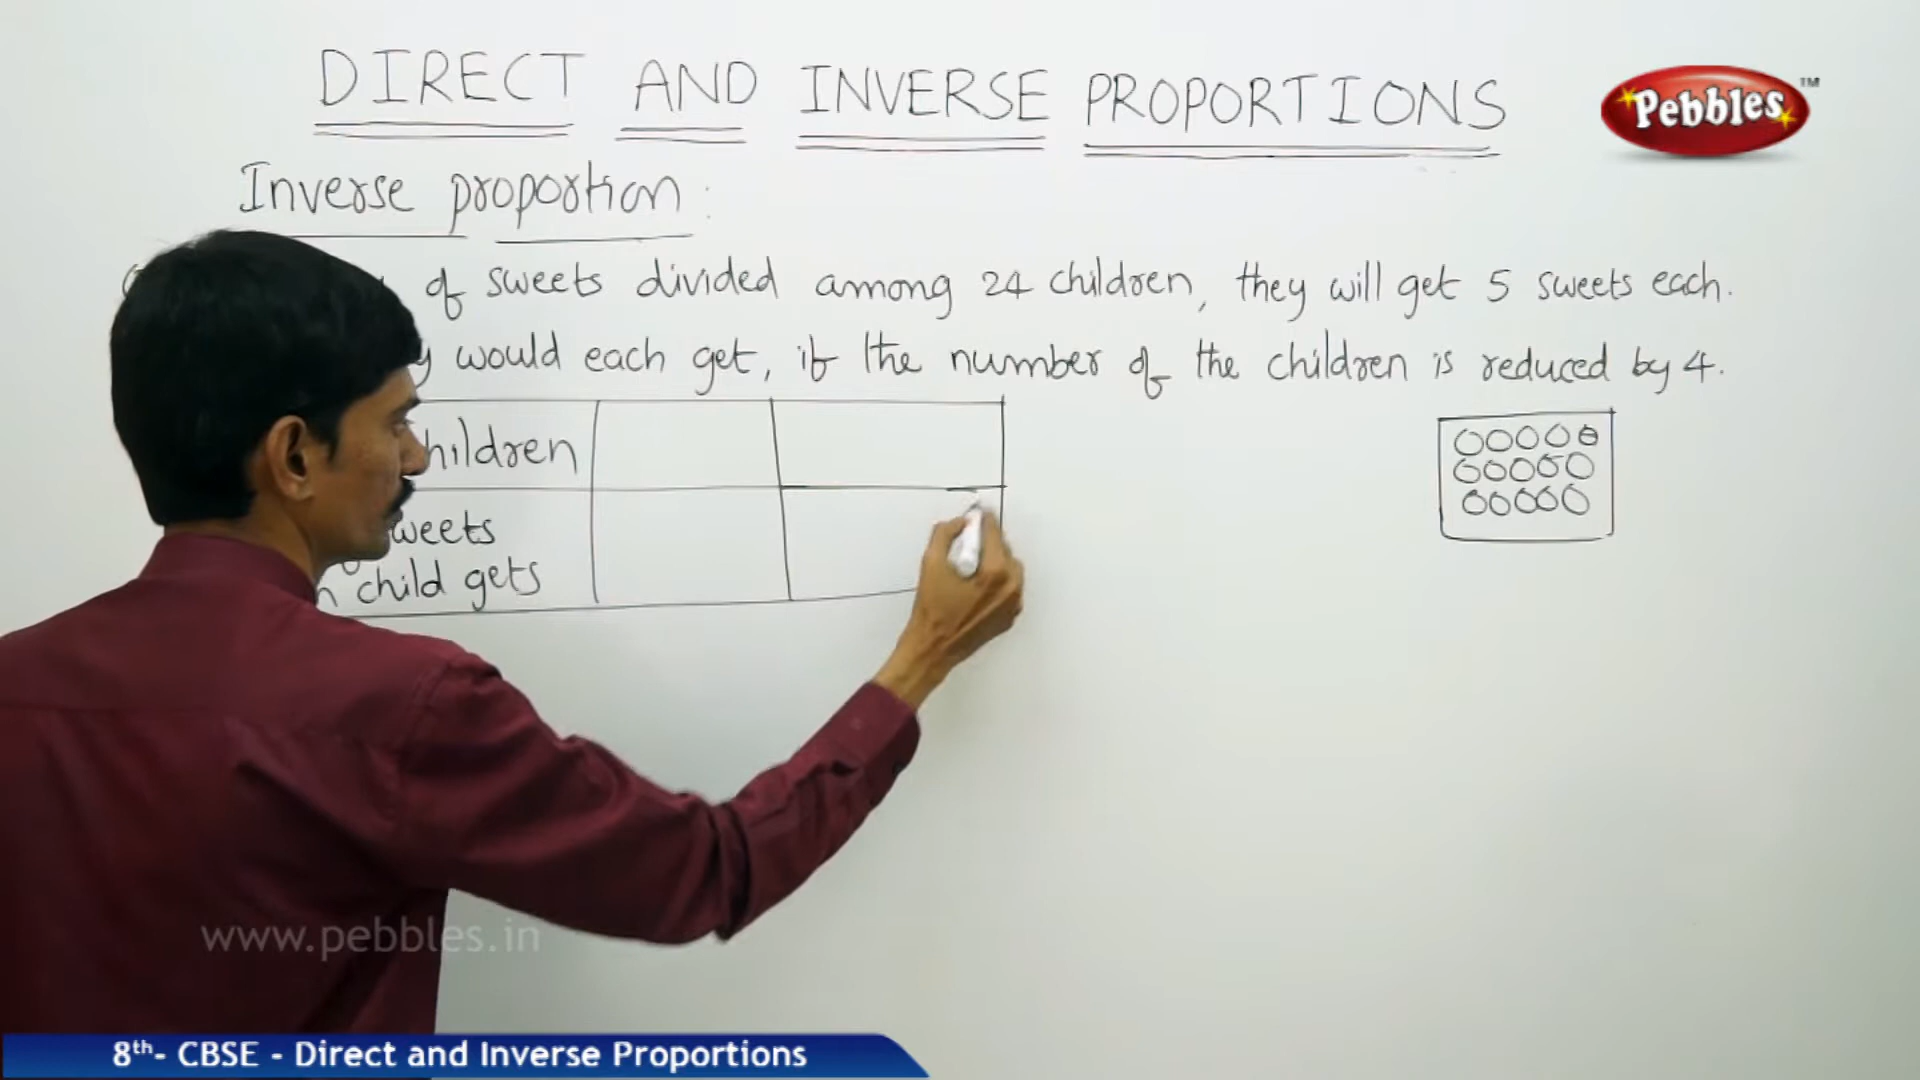 DIRECT AND INVERSE PROPORTIONS
Pebbles™
Inverse proportion:
of sweets divided among 24 children, they will get 5 sweets each.
would each get, if the number of the children is reduced by 4.
hildren
weets
child gets
www.pebbles.in
8th- CBSE - Direct and Inverse Proportions